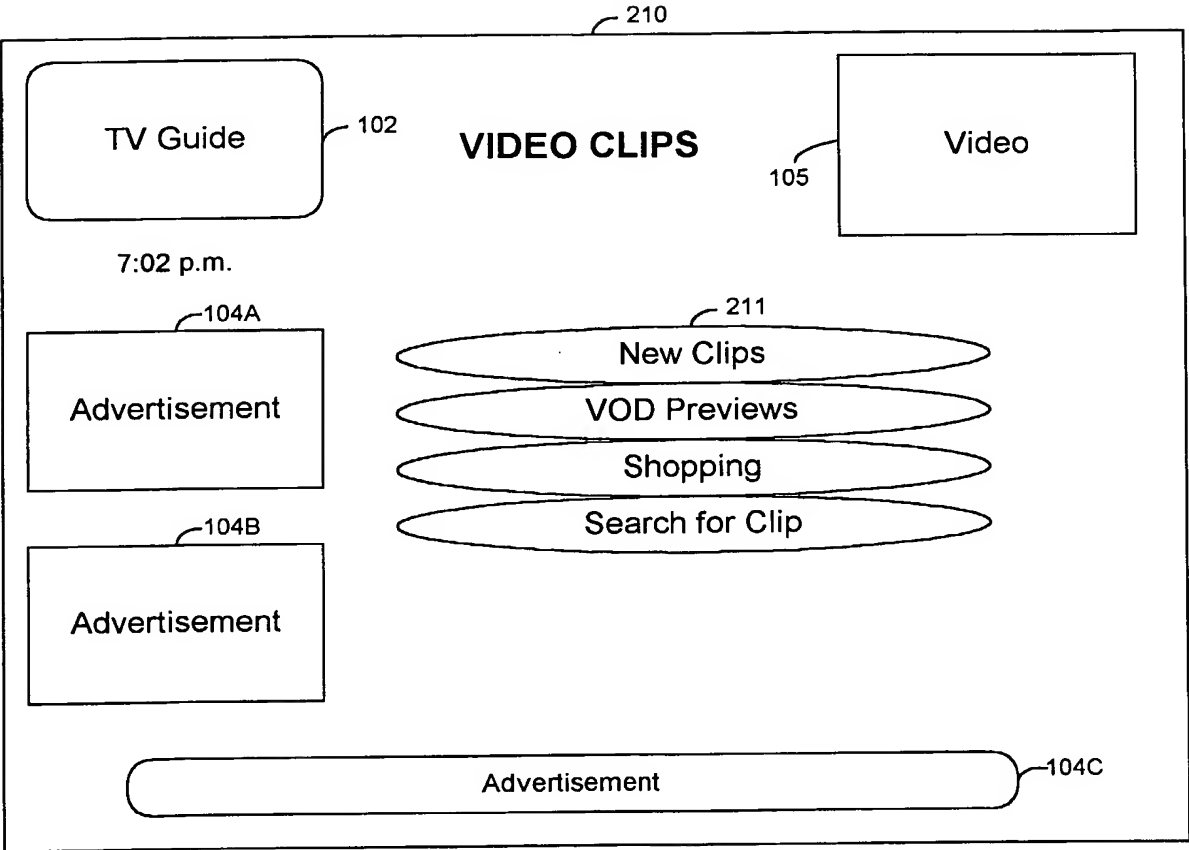 210
TV Guide
102
VIDEO CLIPS
105
Video
7:02 p.m.
104A
Advertisement
211
New Clips
VOD Previews
Shopping
Search for Clip
104B
Advertisement
Advertisement
104C